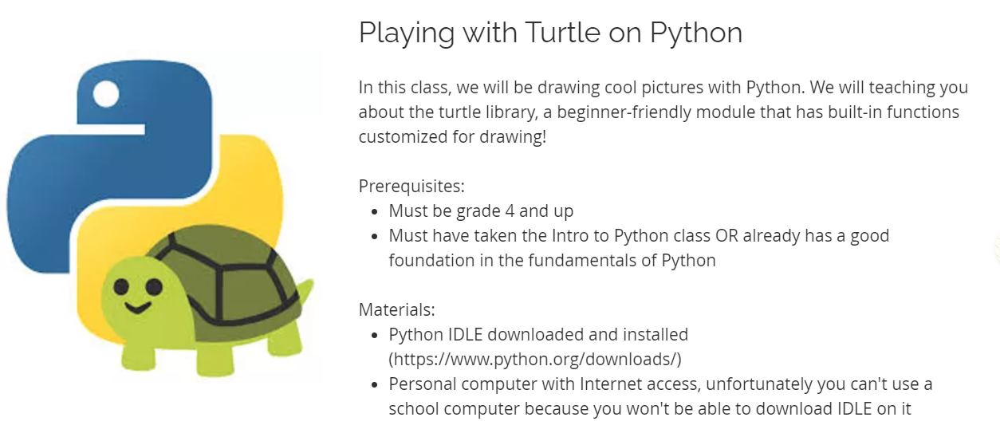 Playing with Turtle on Python
In this class, we will be drawing cool pictures with Python. We will teaching you
about the turtle library, a beginner-friendly module that has built-in functions
customized for drawing!
Prerequisites:
• Must be grade 4 and up
• Must have taken the Intro to Python class OR already has a good
foundation in the fundamentals of Python
Materials:
• Python IDLE downloaded and installed
(https://www.python.org/downloads/)
• Personal computer with Internet access, unfortunately you can't use a
school computer because you won't be able to download IDLE on it